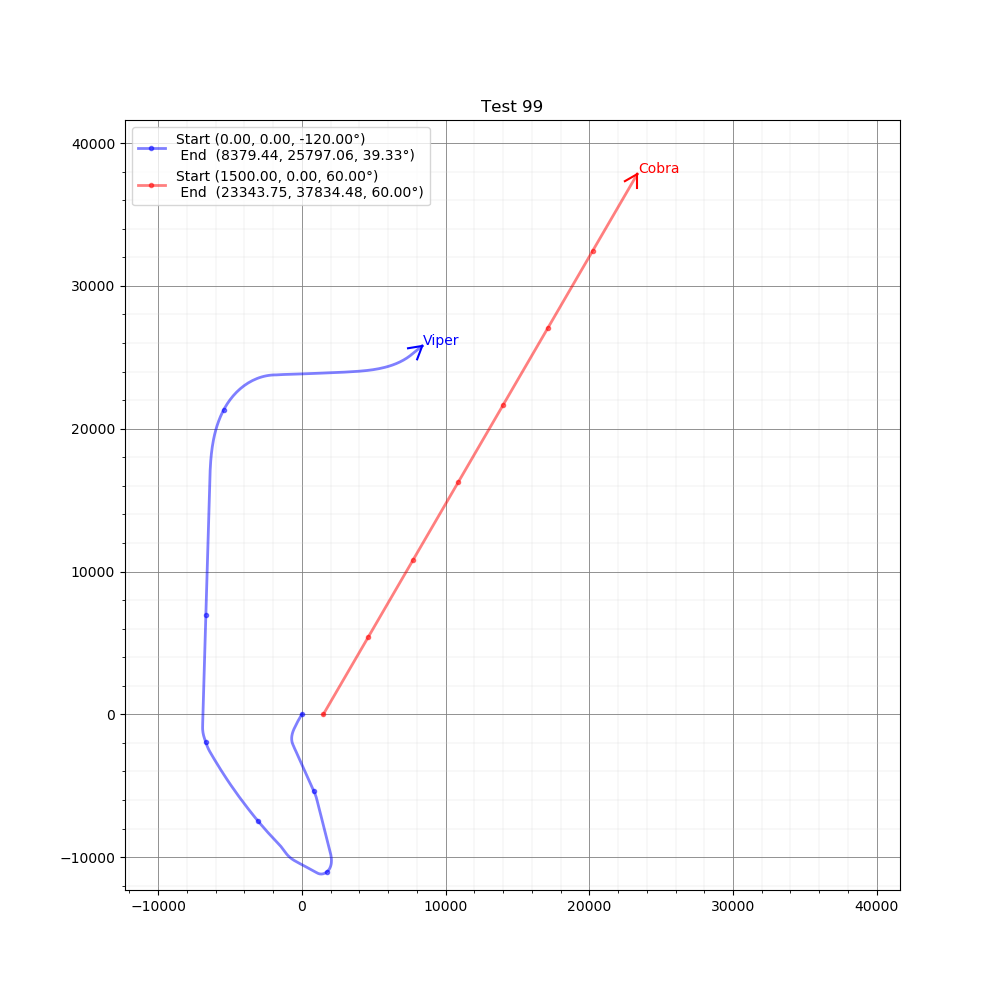 Test 99
Start (0.00, 0.00, -120.00°)
End  (8379.44, 25797.06, 39.33°)
Start (1500.00, 0.00, 60.00°)
End  (23343.75, 37834.48, 60.00°)
Cobra
Viper
40000
30000
20000
10000
0
−10000
−10000 0 10000 20000 30000 40000